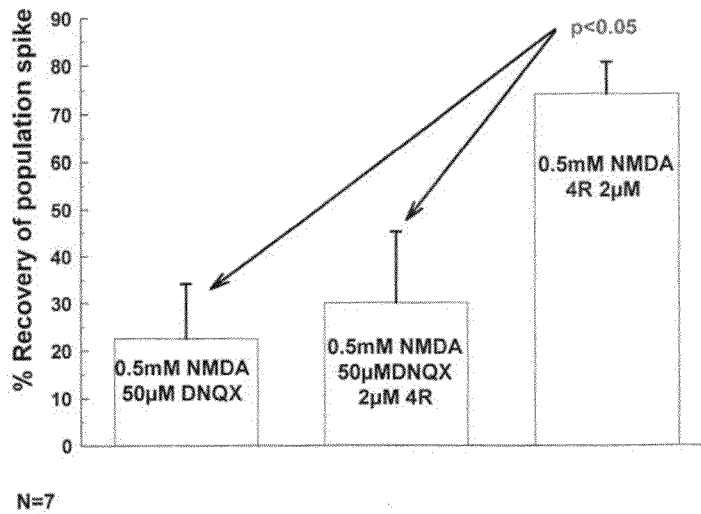 % Recovery of population spike
90
80
70
60
50
40
30
20
10
0
p<0.05
0.5mM NMDA
50µM DNQX
0.5mM NMDA
50µMDNQX
2µM 4R
0.5mM NMDA
4R 2µM
N=7